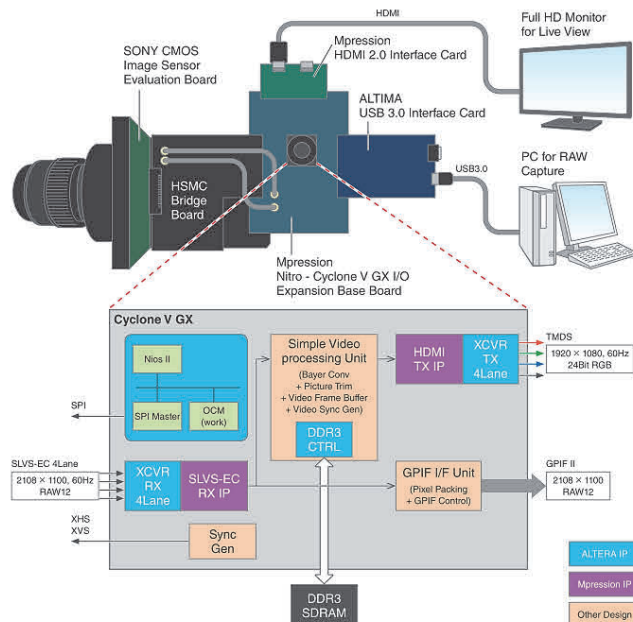 HDMI
Full HD Monitor
for Live View
Mpression
HDMI 2.0 Interface Card
SONY CMOS
Image Sensor
Evaluation Board
ALTIMA
USB 3.0 Interface Card
USB3.0
PC for RAW
Capture
HSMC
Bridge
Board
Mpression
Nitro - Cyclone V GX I/O
Expansion Base Board
Cyclone V GX
Nios II
SPI Master
OCM
(work)
SPI
Simple Video
processing Unit
(Bayer Conv
+ Picture Trim
+ Video Frame Buffer
+ Video Sync Gen)
DDR3
CTRL
HDMI
TX IP
XCVR
TX
4Lane
TMDS
1920 × 1080, 60Hz
24Bit RGB
SLVS-EC 4Lane
2108 × 1100, 60Hz
RAW12
XCVR
RX
4Lane
SLVS-EC
RX IP
GPIF I/F Unit
(Pixel Packing
+ GPIF Control)
GPIF II
2108 × 1100
RAW12
XHS
XVS
Sync
Gen
DDR3
SDRAM
ALTERA IP
Mpression IP
Other Design